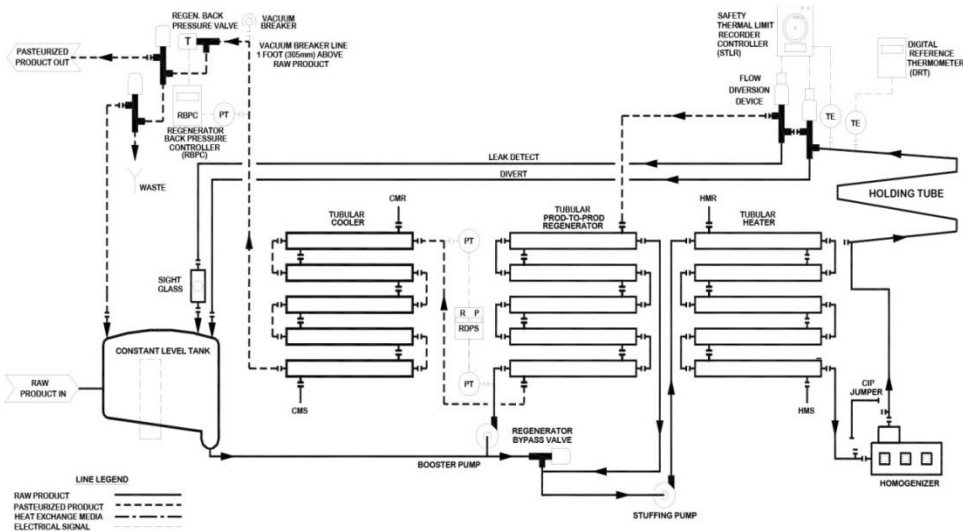 REGEN. BACK
PRESSURE VALVE
VACUUM
BREAKER
SAFETY
THERMAL LIMIT
RECORDER
CONTROLLER
(STLR)
PASTEURIZED
PRODUCT OUT
T
VACUUM BREAKER LINE
1 FOOT (305mm) ABOVE
RAW PRODUCT
DIGITAL
REFERENCE
THERMOMETER
(DRT)
FLOW
DIVERSION
DEVICE
RBPC
PT
TE
TE
REGENERATOR
BACK PRESSURE
CONTROLLER
(RBPC)
LEAK DETECT
WASTE
DIVERT
HOLDING TUBE
CMR
HMR
TUBULAR
COOLER
TUBULAR
PROD-TO-PROD
REGENERATOR
TUBULAR
HEATER
PT
SIGHT
GLASS
R P
RDPS
CONSTANT LEVEL TANK
PT
RAW
PRODUCT IN
CMS
HMS
CIP
JUMPER
REGENERATOR
BYPASS VALVE
BOOSTER PUMP
HOMOGENIZER
STUFFING PUMP
LINE LEGEND
RAW PRODUCT
PASTEURIZED PRODUCT
HEAT EXCHANGE MEDIA
ELECTRICAL SIGNAL